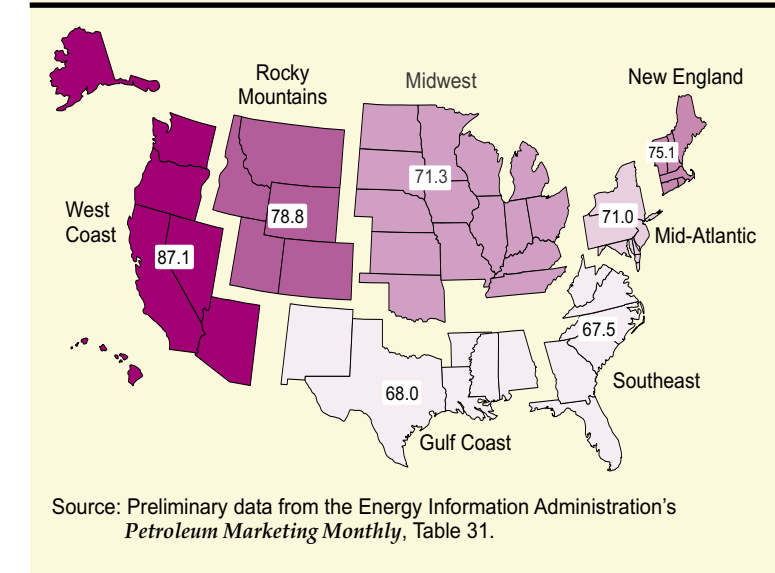 Rocky
Mountains
Midwest
New England
75.1
71.3
78.8
71.0
West
Coast
Mid-Atlantic
87.1
67.5
Southeast
68.0
Gulf Coast
Source: Preliminary data from the Energy Information Administration's
Petroleum Marketing Monthly, Table 31.